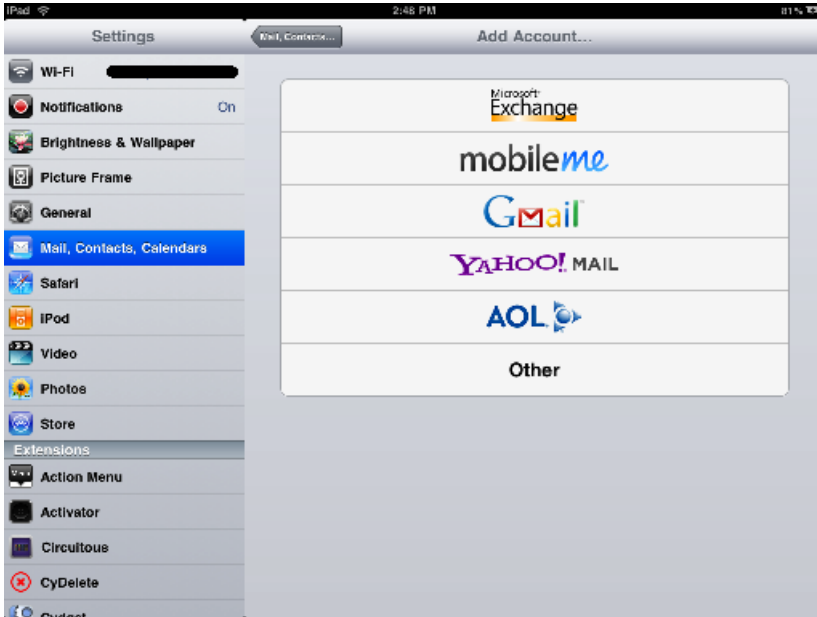 iPad 2:48 PM 81%
Settings
Mail, Contacts... Add Account...
Wi-Fi
Notifications On
Brightness & Wallpaper
Picture Frame
General
Mail, Contacts, Calendars
Safari
iPod
Video
Photos
Store
Extensions
Action Menu
Activator
Circuitous
CyDelete
Cydget
Microsoft
Exchange
mobileme
Gmail
YAHOO! MAIL
AOL
Other